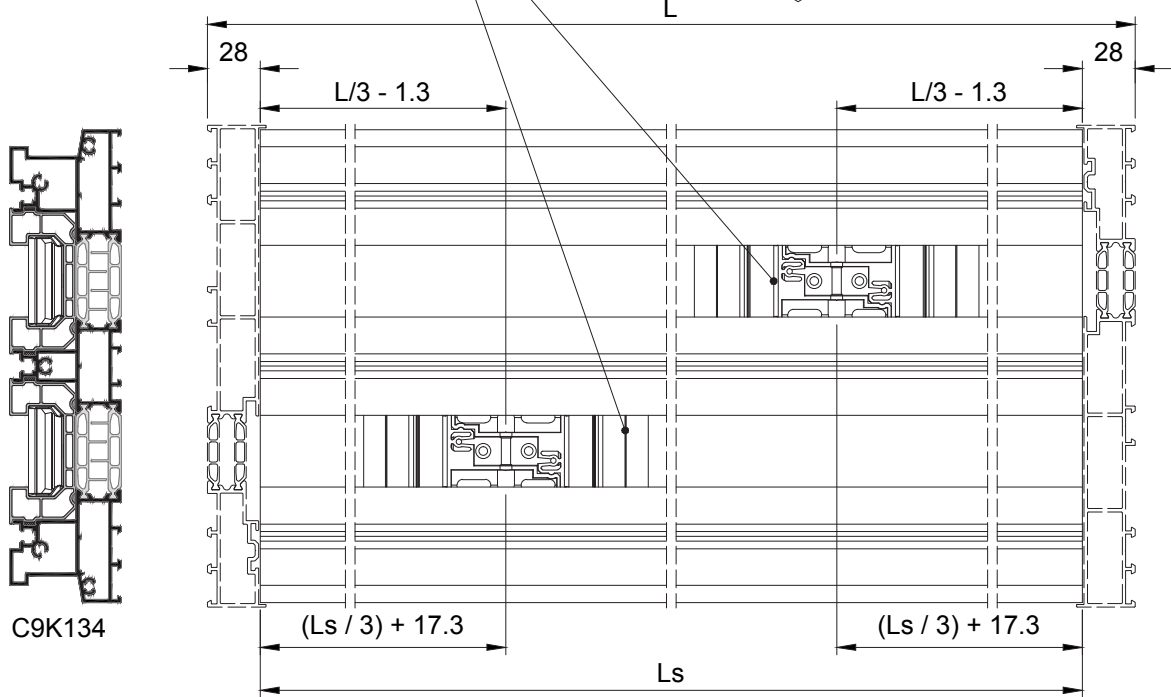 L
28
28
L/3 - 1.3
L/3 - 1.3
C9K134
(Ls / 3) + 17.3
(Ls / 3) + 17.3
Ls